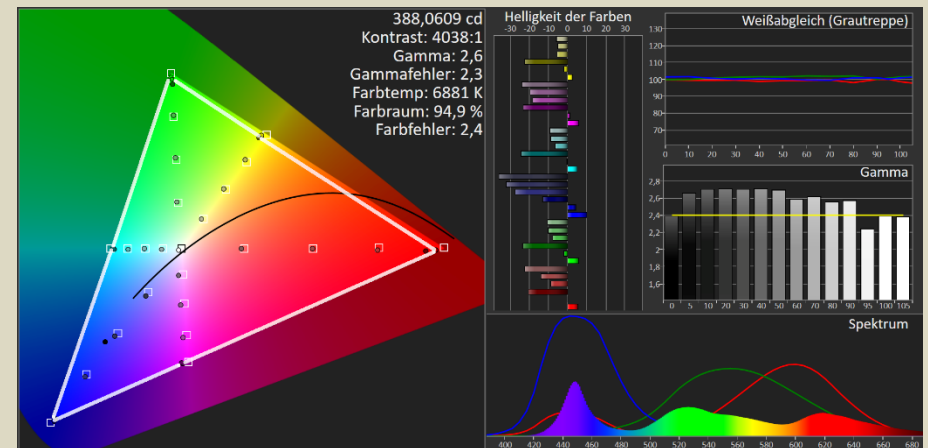 388,0609 cd
Kontrast: 4038:1
Gamma: 2,6
Gammafehler: 2,3
Farbtemp: 6881 K
Farbraum: 94,9 %
Farbfehler: 2,4
Helligkeit der Farben
-30 -20 -10 0 10 20 30
Weißabgleich (Grautreppe)
130
120
110
100
90
80
70
0 10 20 30 40 50 60 70 80 90 100
Gamma
2,8
2,6
2,4
2,2
2
1,8
1,6
0 5 10 20 30 40 50 60 70 80 90 95 100 105
Spektrum
400 420 440 460 480 500 520 540 560 580 600 620 640 660 680